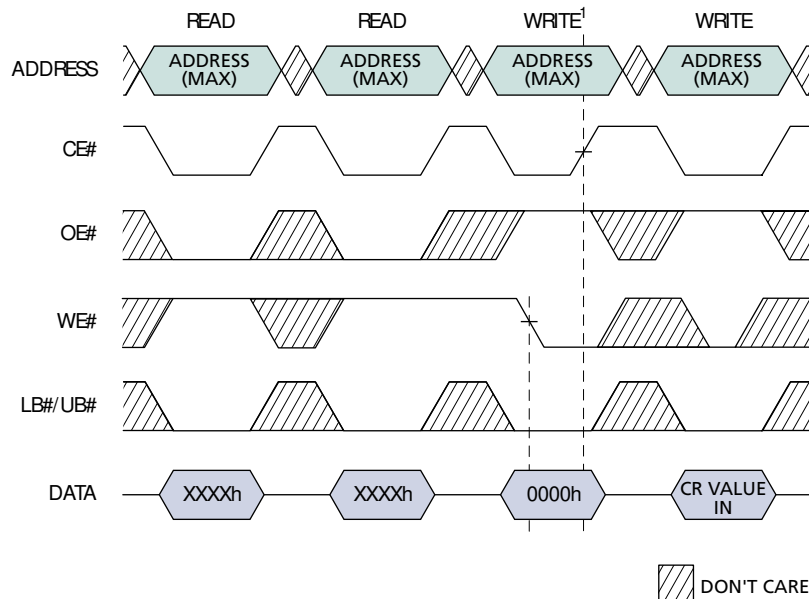 READ READ WRITE1 WRITE
ADDRESS
ADDRESS (MAX)
ADDRESS (MAX)
ADDRESS (MAX)
ADDRESS (MAX)
CE#
OE#
WE#
LB#/UB#
DATA
XXXXh
XXXXh
0000h
CR VALUE IN
DON'T CARE